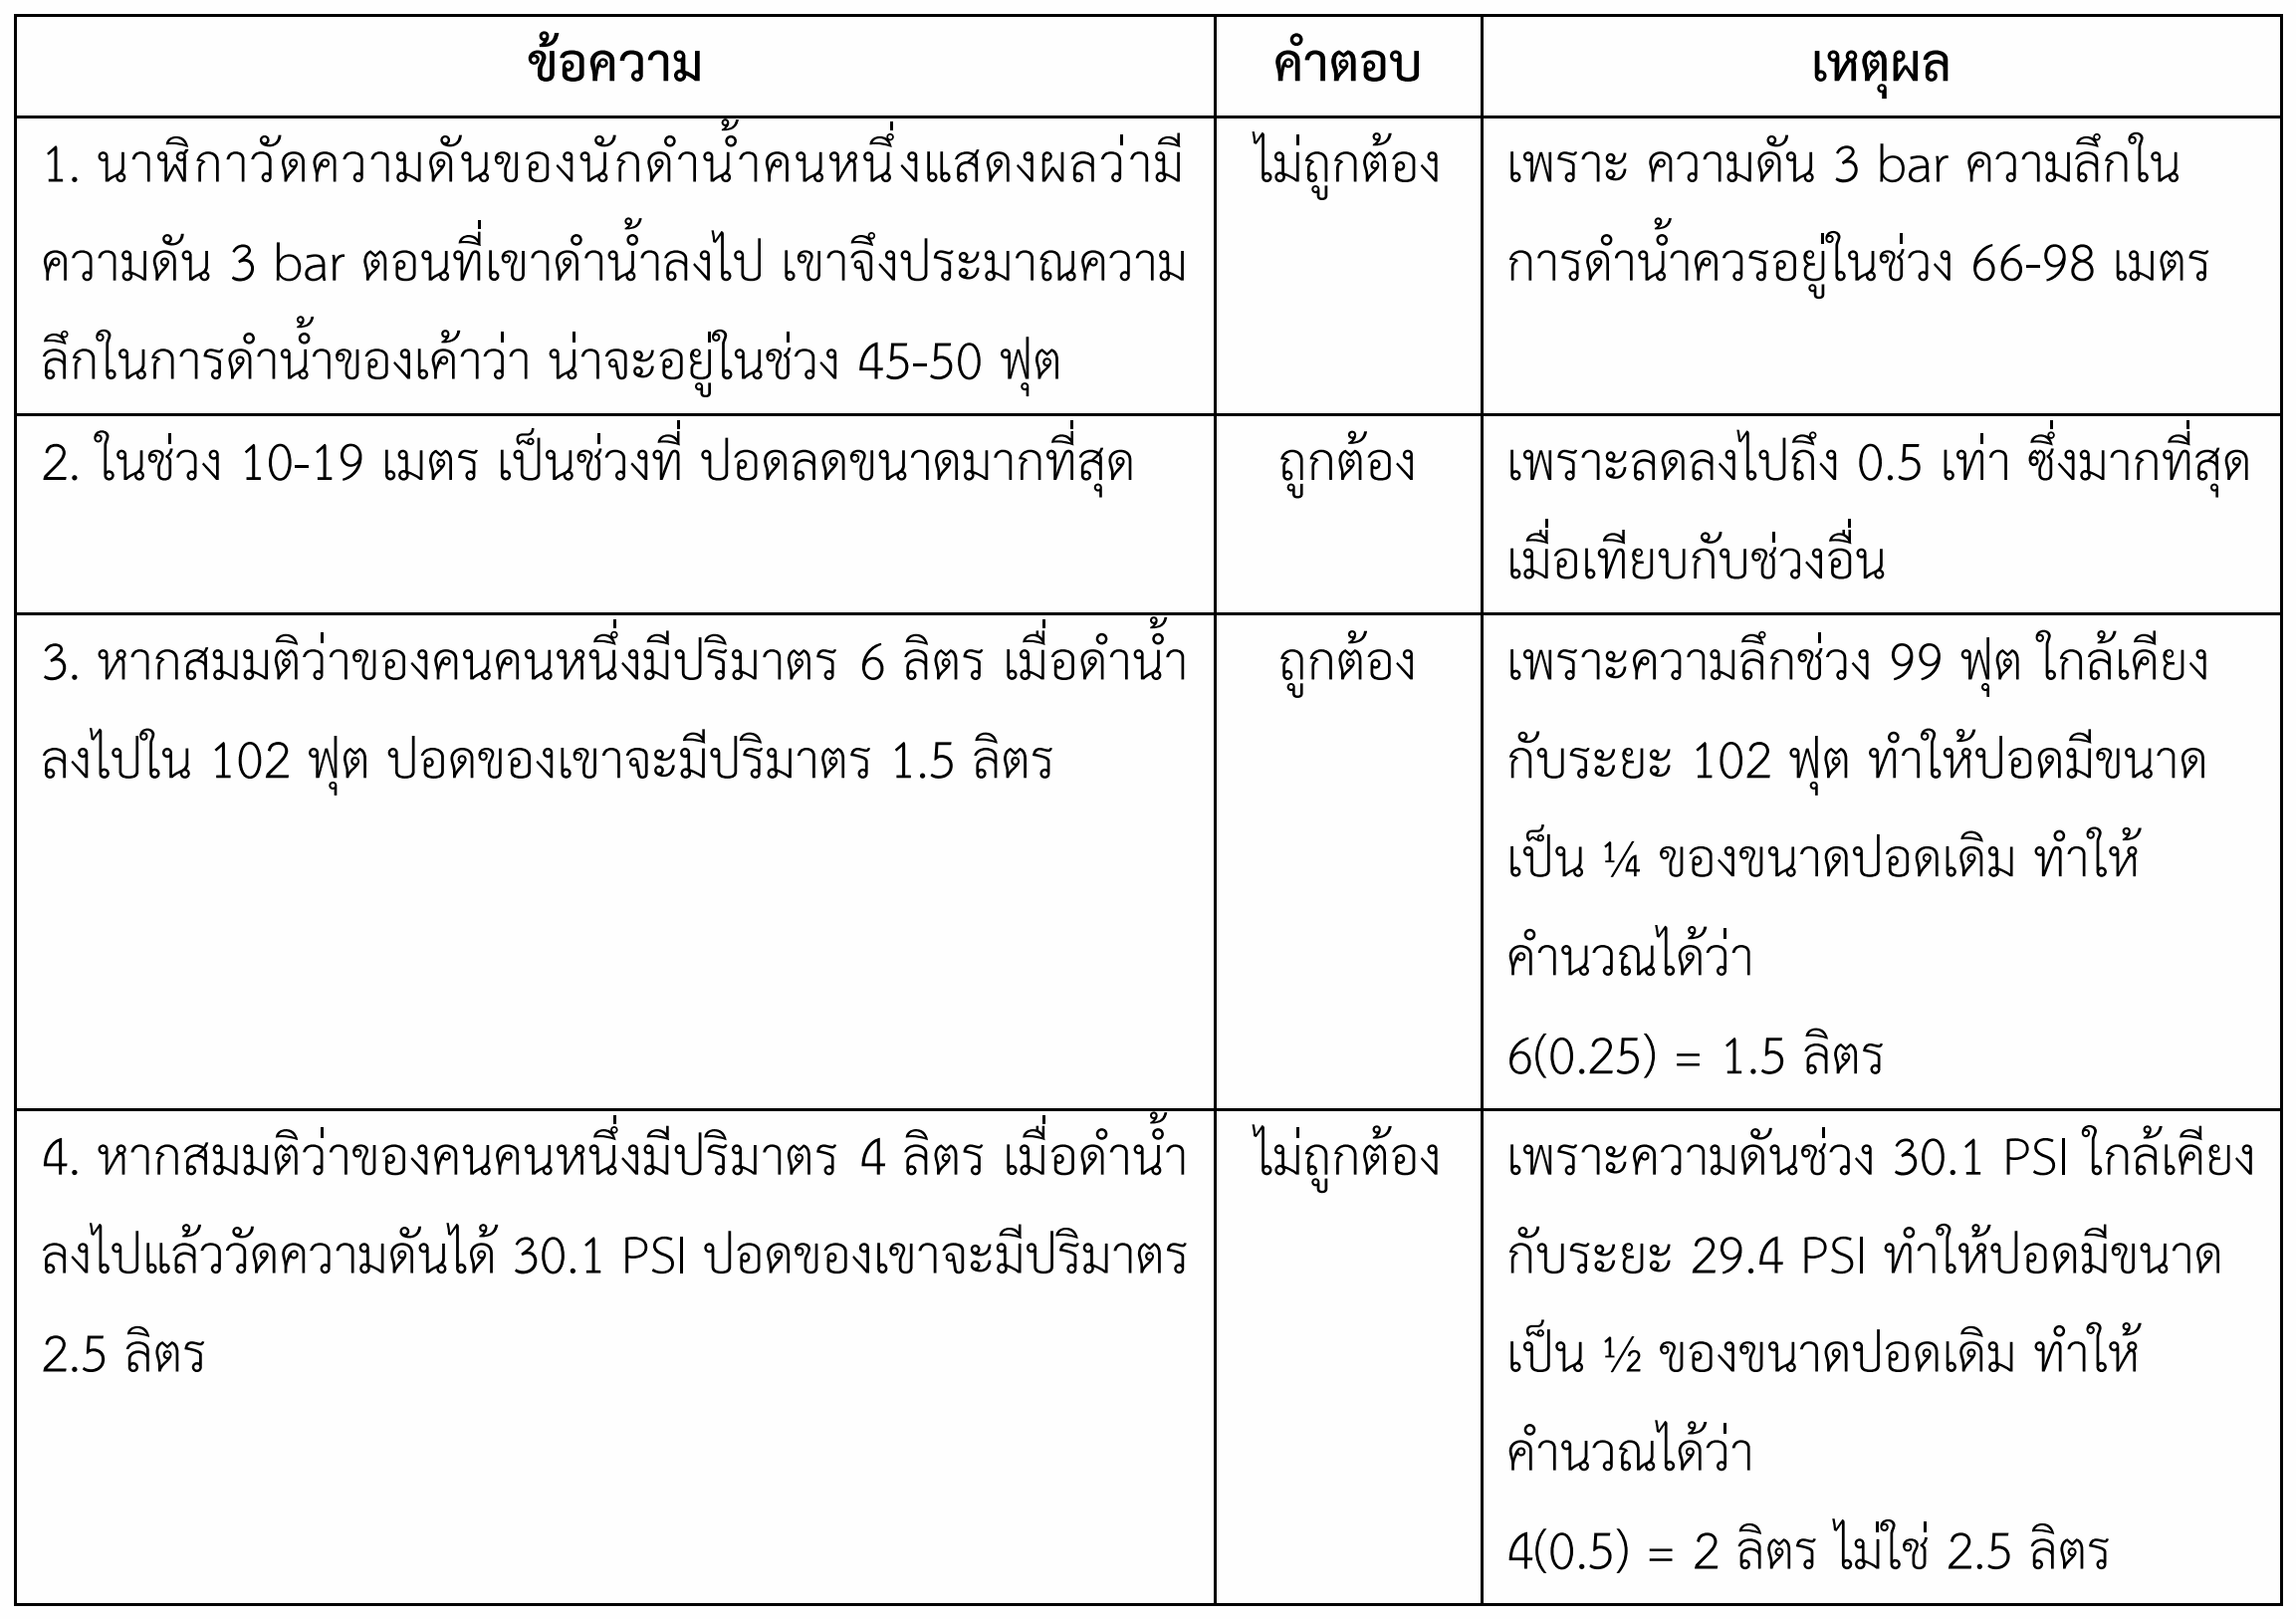 ข้อความ
คำตอบ
เหตุผล
1. นาฬิกาวัดความดันของนักดำน้ำคนหนึ่งแสดงผลว่ามี
ความดัน 3 bar ตอนที่เขาดำน้ำลงไป เขาจึงประมาณความ
ลึกในการดำน้ำของเค้าว่า น่าจะอยู่ในช่วง 45-50 ฟุต
ไม่ถูกต้อง
เพราะ ความดัน 3 bar ความลึกใน
การดำน้ำควรอยู่ในช่วง 66-98 เมตร
2. ในช่วง 10-19 เมตร เป็นช่วงที่ ปอดลดขนาดมากที่สุด
ถูกต้อง
เพราะลดลงไปถึง 0.5 เท่า ซึ่งมากที่สุด
เมื่อเทียบกับช่วงอื่น
3. หากสมมติว่าของคนคนหนึ่งมีปริมาตร 6 ลิตร เมื่อดำน้ำ
ลงไปใน 102 ฟุต ปอดของเขาจะมีปริมาตร 1.5 ลิตร
ถูกต้อง
เพราะความลึกช่วง 99 ฟุต ใกล้เคียง
กับระยะ 102 ฟุต ทำให้ปอดมีขนาด
เป็น ¼ ของขนาดปอดเดิม ทำให้
คำนวณได้ว่า
6(0.25) = 1.5 ลิตร
4. หากสมมติว่าของคนคนหนึ่งมีปริมาตร 4 ลิตร เมื่อดำน้ำ
ลงไปแล้ววัดความดันได้ 30.1 PSI ปอดของเขาจะมีปริมาตร
2.5 ลิตร
ไม่ถูกต้อง
เพราะความดันช่วง 30.1 PSI ใกล้เคียง
กับระยะ 29.4 PSI ทำให้ปอดมีขนาด
เป็น ½ ของขนาดปอดเดิม ทำให้
คำนวณได้ว่า
4(0.5) = 2 ลิตร ไม่ใช่ 2.5 ลิตร